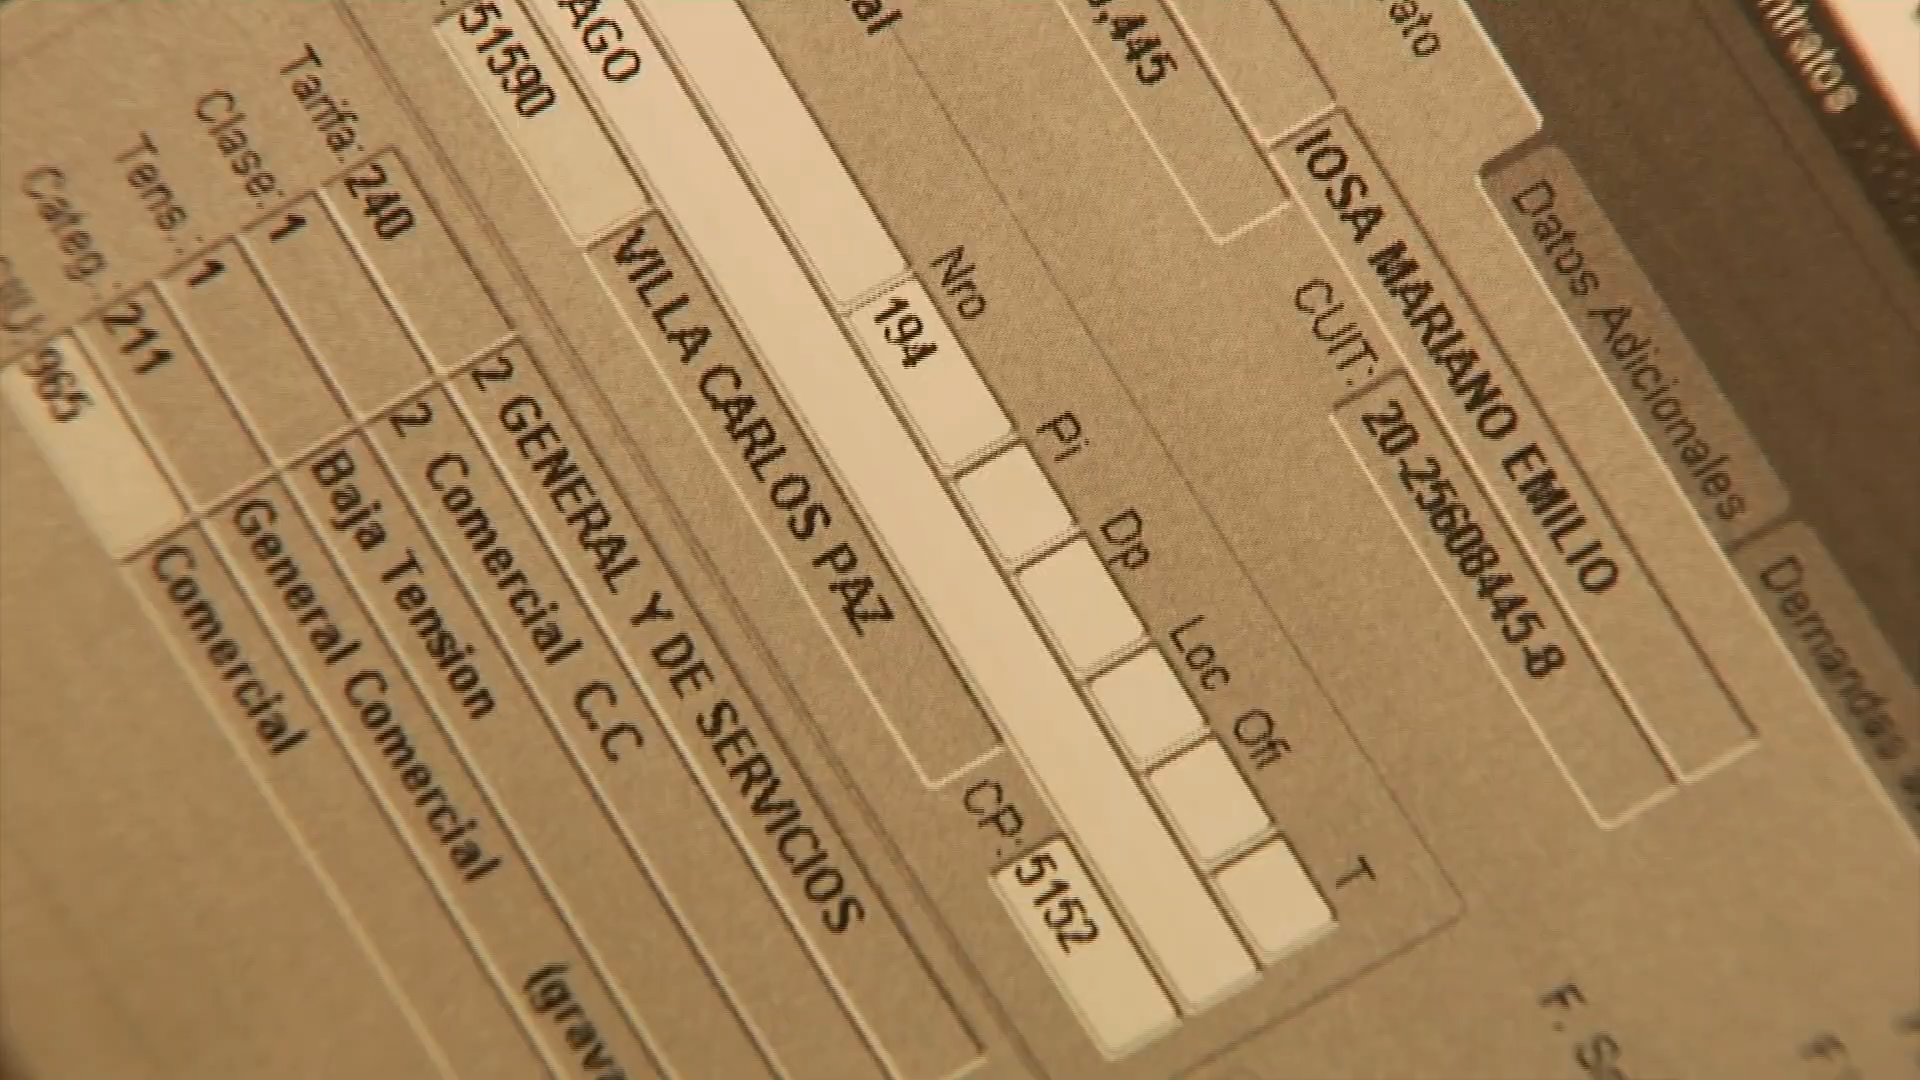 ntratos
Datos Adicionales
Demandas
IOSA MARIANO EMILIO
,445
CUIT: 20-25608445-8
Nro Pi Dp Loc Ofi T
AGO 194
51590 VILLA CARLOS PAZ CP: 5152
Tarifa: 240 2 GENERAL Y DE SERVICIOS
Clase: 1 2 Comercial C.C
Tens.: 1 Baja Tension
Categ.: 211 General Comercial
965 Comercial